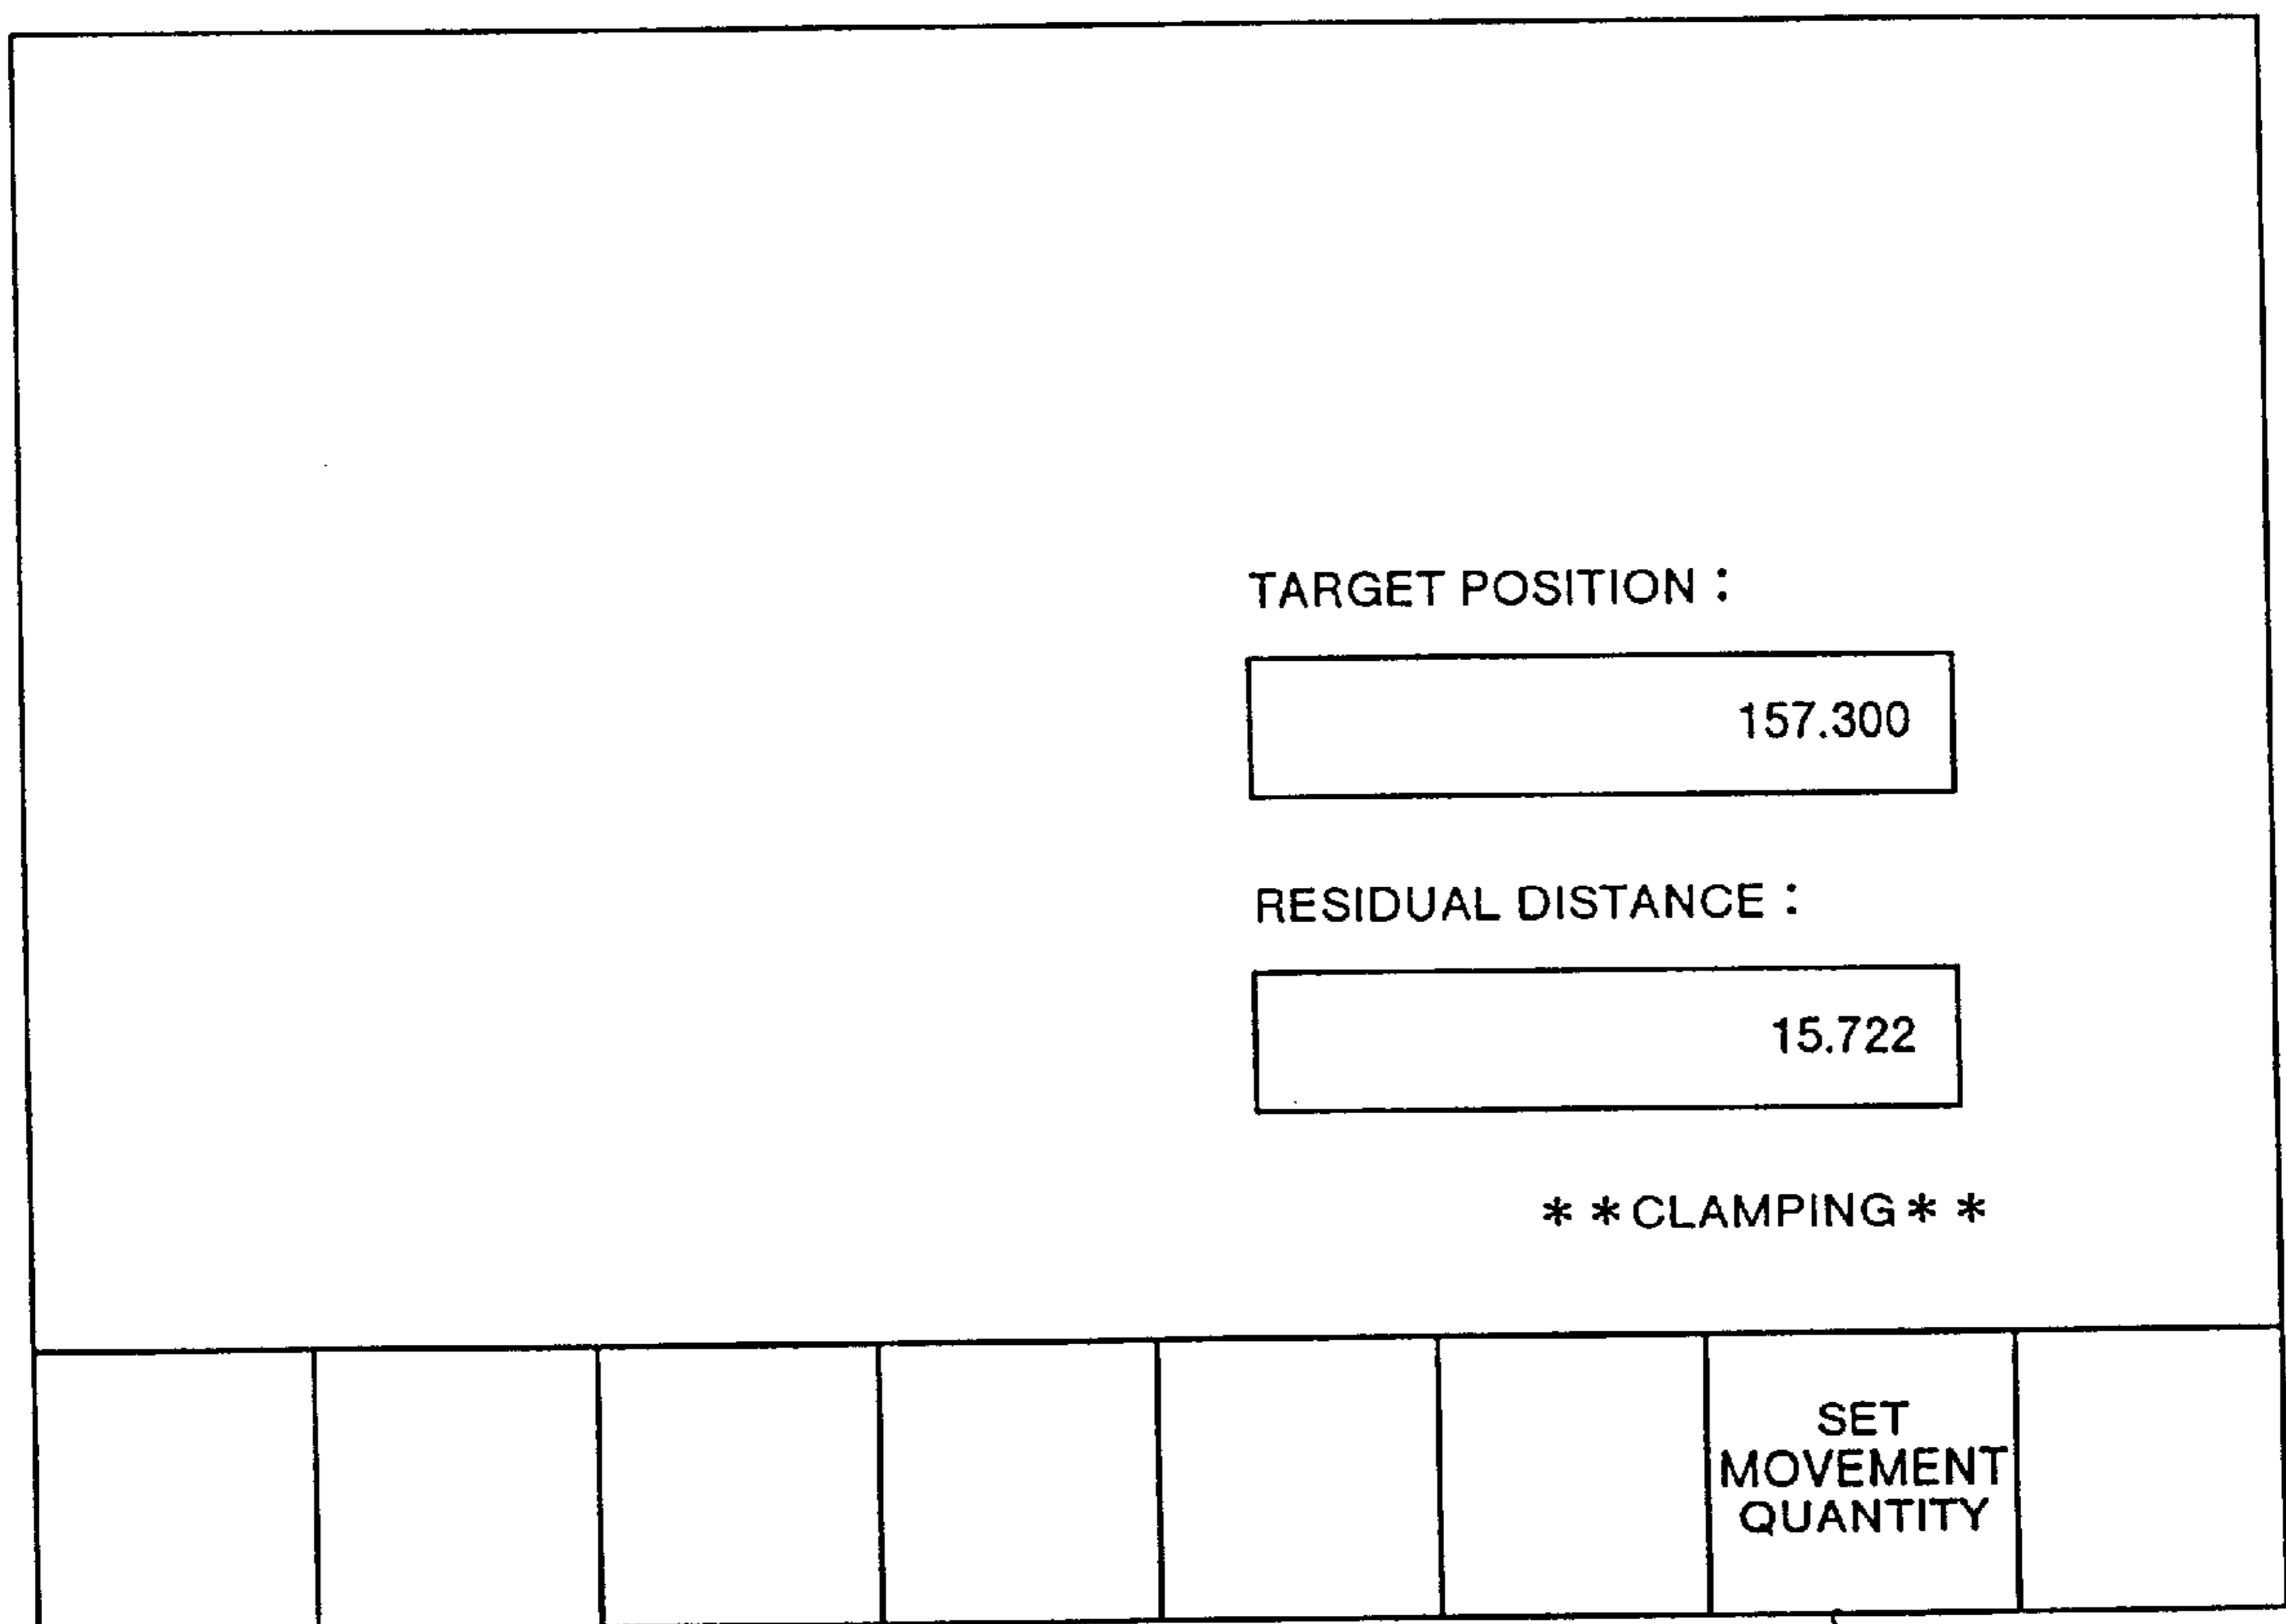 TARGET POSITION :
157.300
RESIDUAL DISTANCE :
15.722
* * CLAMPING * *
SET
MOVEMENT
QUANTITY